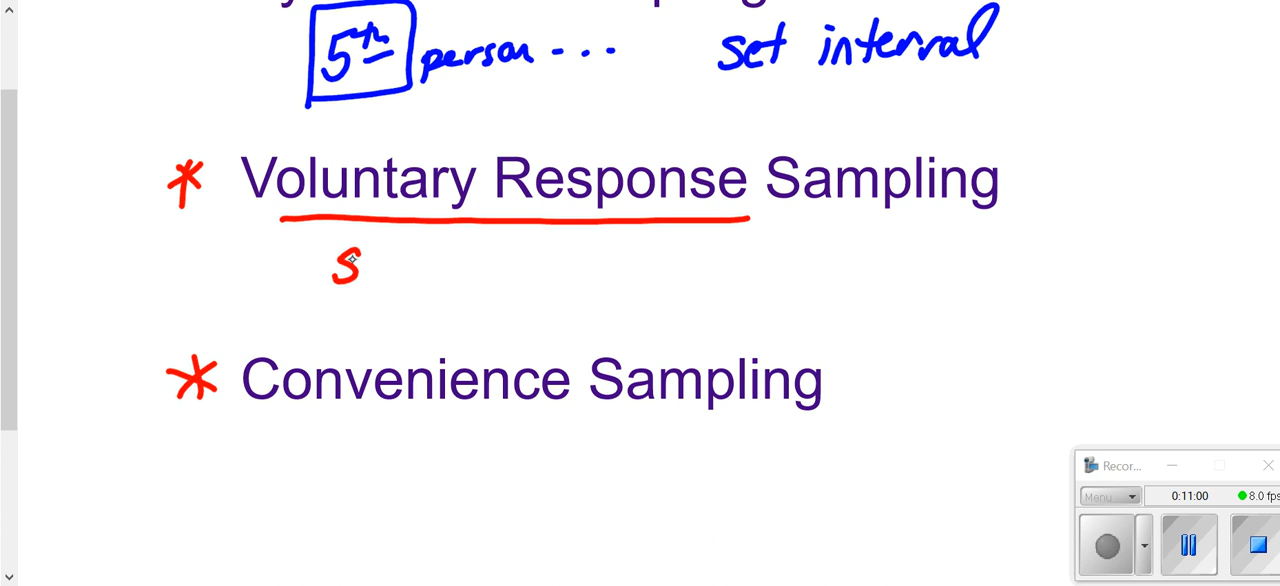 5th person --- set interval
* Voluntary Response Sampling
s
* Convenience Sampling
Recor...
Menu 0:11:00 8.0 fps